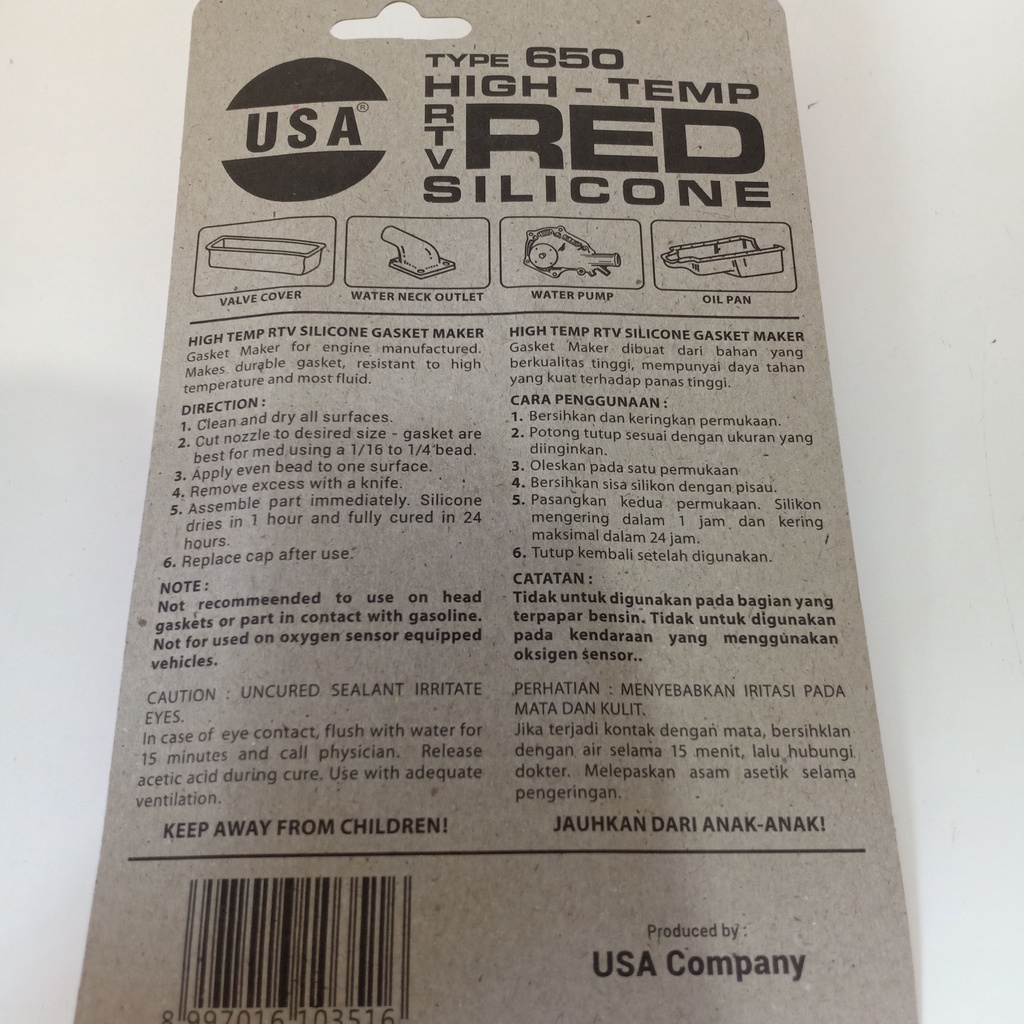 USA®
TYPE 650
HIGH - TEMP
RTV RED
SILICONE
VALVE COVER
WATER NECK OUTLET
WATER PUMP
OIL PAN
HIGH TEMP RTV SILICONE GASKET MAKER
Gasket Maker for engine manufactured.
Makes durable gasket, resistant to high
temperature and most fluid.
DIRECTION :
1. Clean and dry all surfaces.
2. Cut nozzle to desired size - gasket are
best for med using a 1/16 to 1/4 bead.
3. Apply even bead to one surface.
4. Remove excess with a knife.
5. Assemble part immediately. Silicone
dries in 1 hour and fully cured in 24
hours.
6. Replace cap after use.
NOTE :
Not recommeended to use on head
gaskets or part in contact with gasoline.
Not for used on oxygen sensor equipped
vehicles.
CAUTION : UNCURED SEALANT IRRITATE
EYES.
In case of eye contact, flush with water for
15 minutes and call physician. Release
acetic acid during cure. Use with adequate
ventilation.
KEEP AWAY FROM CHILDREN!
HIGH TEMP RTV SILICONE GASKET MAKER
Gasket Maker dibuat dari bahan yang
berkualitas tinggi, mempunyai daya tahan
yang kuat terhadap panas tinggi.
CARA PENGGUNAAN :
1. Bersihkan dan keringkan permukaan.
2. Potong tutup sesuai dengan ukuran yang
diinginkan.
3. Oleskan pada satu permukaan
4. Bersihkan sisa silikon dengan pisau.
5. Pasangkan kedua permukaan. Silikon
mengering dalam 1 jam dan kering
maksimal dalam 24 jam.
6. Tutup kembali setelah digunakan.
CATATAN :
Tidak untuk digunakan pada bagian yang
terpapar bensin. Tidak untuk digunakan
pada kendaraan yang menggunakan
oksigen sensor..
PERHATIAN : MENYEBABKAN IRITASI PADA
MATA DAN KULIT.
Jika terjadi kontak dengan mata, bersihklan
dengan air selama 15 menit, lalu hubungi
dokter. Melepaskan asam asetik selama
pengeringan.
JAUHKAN DARI ANAK-ANAK!
8 997016 103516
Produced by :
USA Company